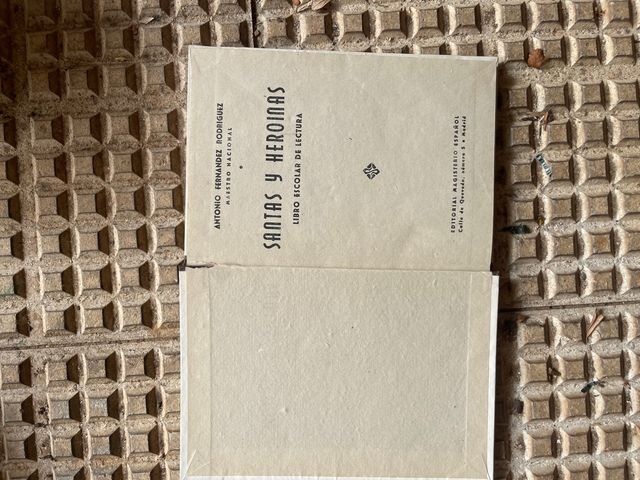 ANTONIO FERNANDEZ RODRIGUEZ
MAESTRO NACIONAL
SANTAS Y HEROINAS
LIBRO ESCOLAR DE LECTURA
EDITORIAL MAGISTERIO ESPAÑOL
Calle de Quevedo, número 5 • Madrid